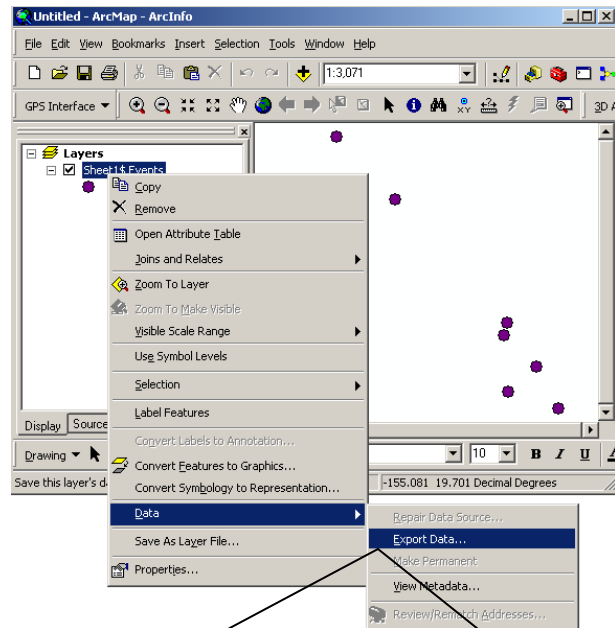 Untitled - ArcMap - ArcInfo
File Edit View Bookmarks Insert Selection Tools Window Help
1:3,071
GPS Interface 3D A
Layers
Sheet1$ Events
Copy
Remove
Open Attribute Table
Joins and Relates
Zoom To Layer
Zoom To Make Visible
Visible Scale Range
Use Symbol Levels
Selection
Label Features
Convert Labels to Annotation...
Convert Features to Graphics...
Convert Symbology to Representation...
Data
Save As Layer File...
Properties...
Display Source
Drawing 10 B I U
Save this layer's da -155.081 19.701 Decimal Degrees
Repair Data Source...
Export Data...
Make Permanent
View Metadata...
Review/Rematch Addresses...